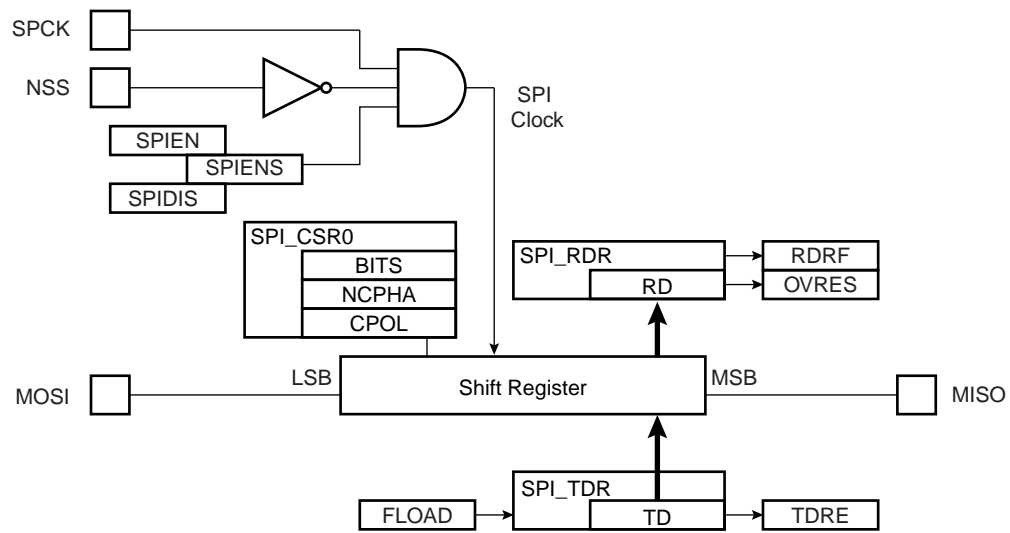 SPCK
NSS
SPI
Clock
SPIEN
SPIENS
SPIDIS
SPI_CSR0
BITS
NCPHA
CPOL
SPI_RDR
RD
RDRF
OVRES
MOSI
LSB
Shift Register
MSB
MISO
SPI_TDR
FLOAD
TD
TDRE